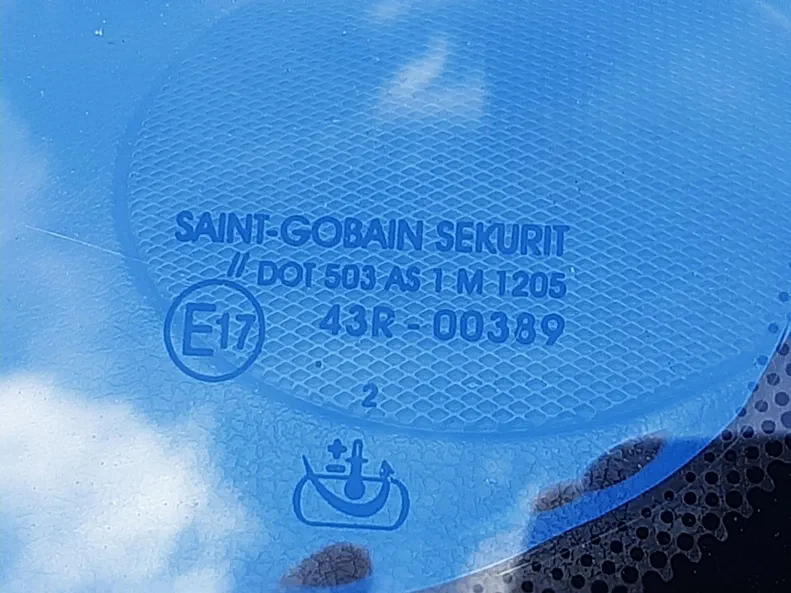 SAINT-GOBAIN SEKURIT
// DOT 503 AS 1 M 1205
E17 43R-00389
2